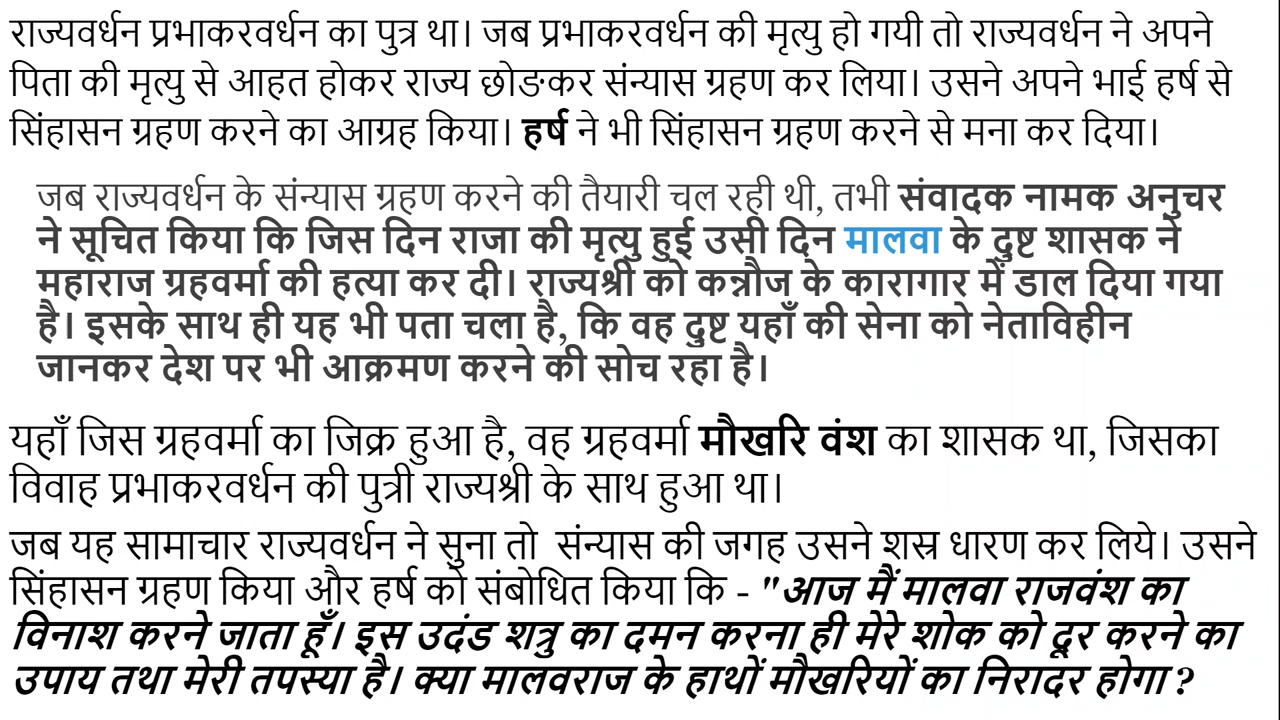 राज्यवर्धन प्रभाकरवर्धन का पुत्र था। जब प्रभाकरवर्धन की मृत्यु हो गयी तो राज्यवर्धन ने अपने
पिता की मृत्यु से आहत होकर राज्य छोङकर संन्यास ग्रहण कर लिया। उसने अपने भाई हर्ष से
सिंहासन ग्रहण करने का आग्रह किया। हर्ष ने भी सिंहासन ग्रहण करने से मना कर दिया।
जब राज्यवर्धन के संन्यास ग्रहण करने की तैयारी चल रही थी, तभी संवादक नामक अनुचर
ने सूचित किया कि जिस दिन राजा की मृत्यु हुई उसी दिन मालवा के दुष्ट शासक ने
महाराज ग्रहवर्मा की हत्या कर दी। राज्यश्री को कन्नौज के कारागार में डाल दिया गया
है। इसके साथ ही यह भी पता चला है, कि वह दुष्ट यहाँ की सेना को नेताविहीन
जानकर देश पर भी आक्रमण करने की सोच रहा है।
यहाँ जिस ग्रहवर्मा का जिक्र हुआ है, वह ग्रहवर्मा मौखरि वंश का शासक था, जिसका
विवाह प्रभाकरवर्धन की पुत्री राज्यश्री के साथ हुआ था।
जब यह सामाचार राज्यवर्धन ने सुना तो संन्यास की जगह उसने शस्त्र धारण कर लिये। उसने
सिंहासन ग्रहण किया और हर्ष को संबोधित किया कि - "आज मैं मालवा राजवंश का
विनाश करने जाता हूँ। इस उदंड शत्रु का दमन करना ही मेरे शोक को दूर करने का
उपाय तथा मेरी तपस्या है। क्या मालवराज के हाथों मौखरियों का निरादर होगा ?